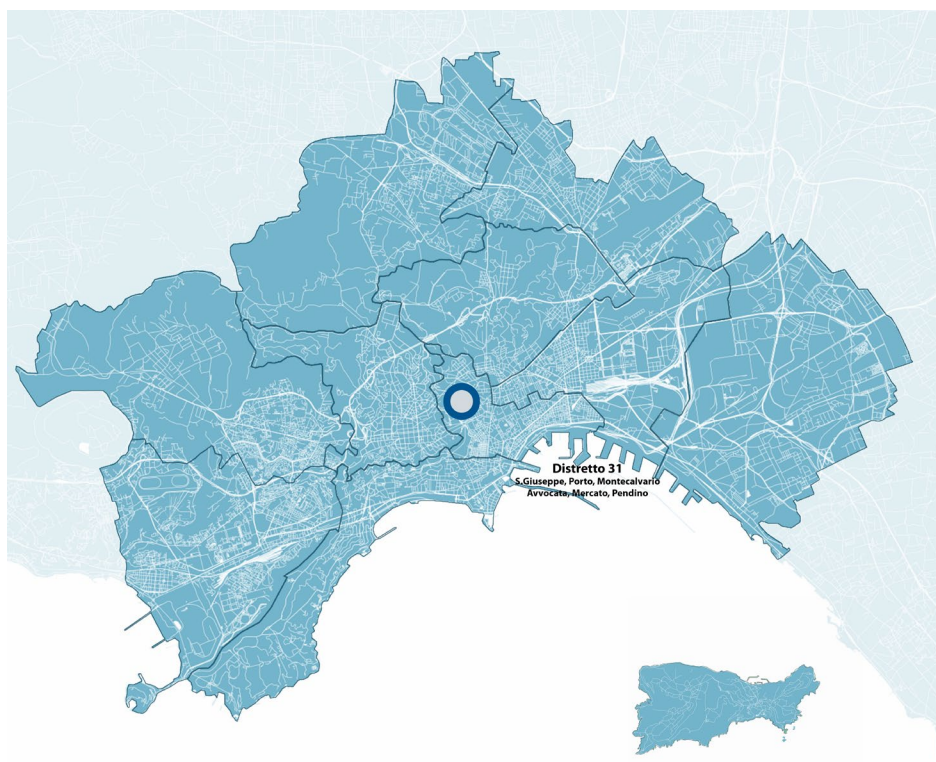 Distretto 31
S.Giuseppe, Porto, Montecalvario
Avvocata, Mercato, Pendino